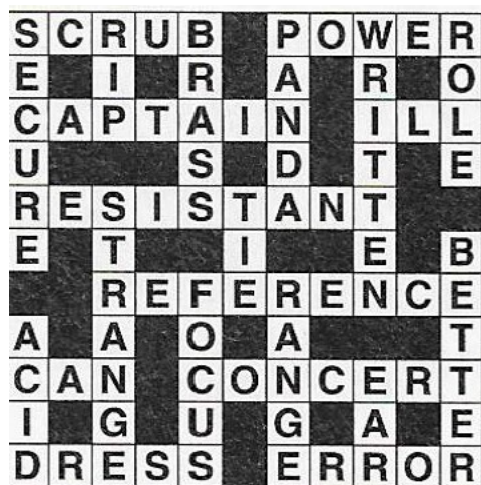 SCRUB POWER
E I R A R O
CAPTAIN ILL
U S D T E
RESISTANT
E T I E B
REFERENCE
A A O A T
CAN CONCERT
I G U G A E
DRESS ERROR